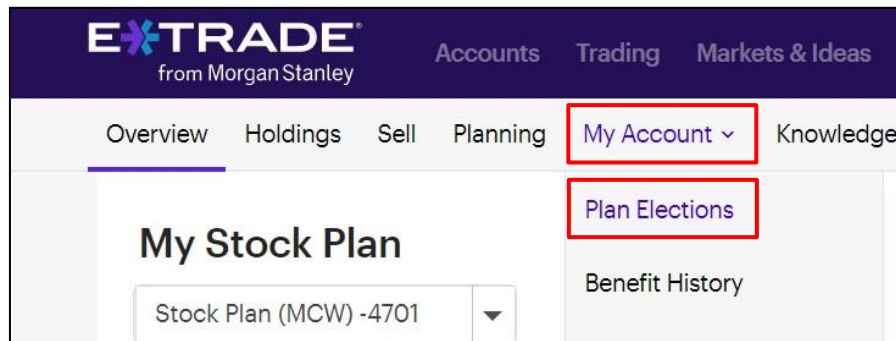 E*TRADE®
from Morgan Stanley
Accounts Trading Markets & Ideas
Overview Holdings Sell Planning My Account Knowledge
Plan Elections
My Stock Plan
Benefit History
Stock Plan (MCW) -4701